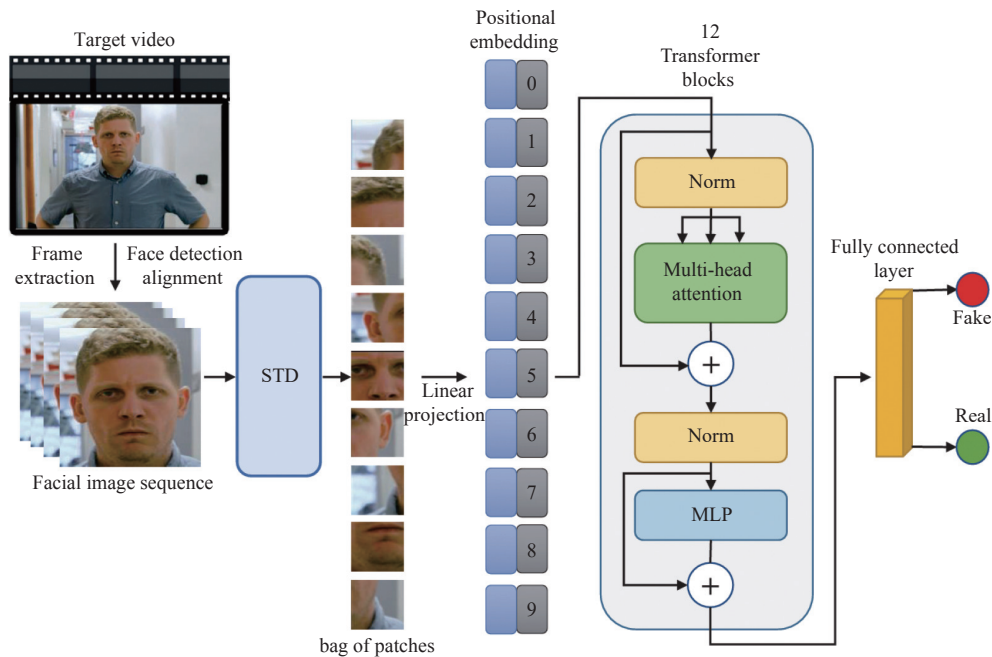 Target video
Frame
extraction
Face detection
alignment
Facial image sequence
STD
bag of patches
Linear
projection
Positional
embedding
0
1
2
3
4
5
6
7
8
9
12
Transformer
blocks
Norm
Multi-head
attention
+
Norm
MLP
+
Fully connected
layer
Fake
Real